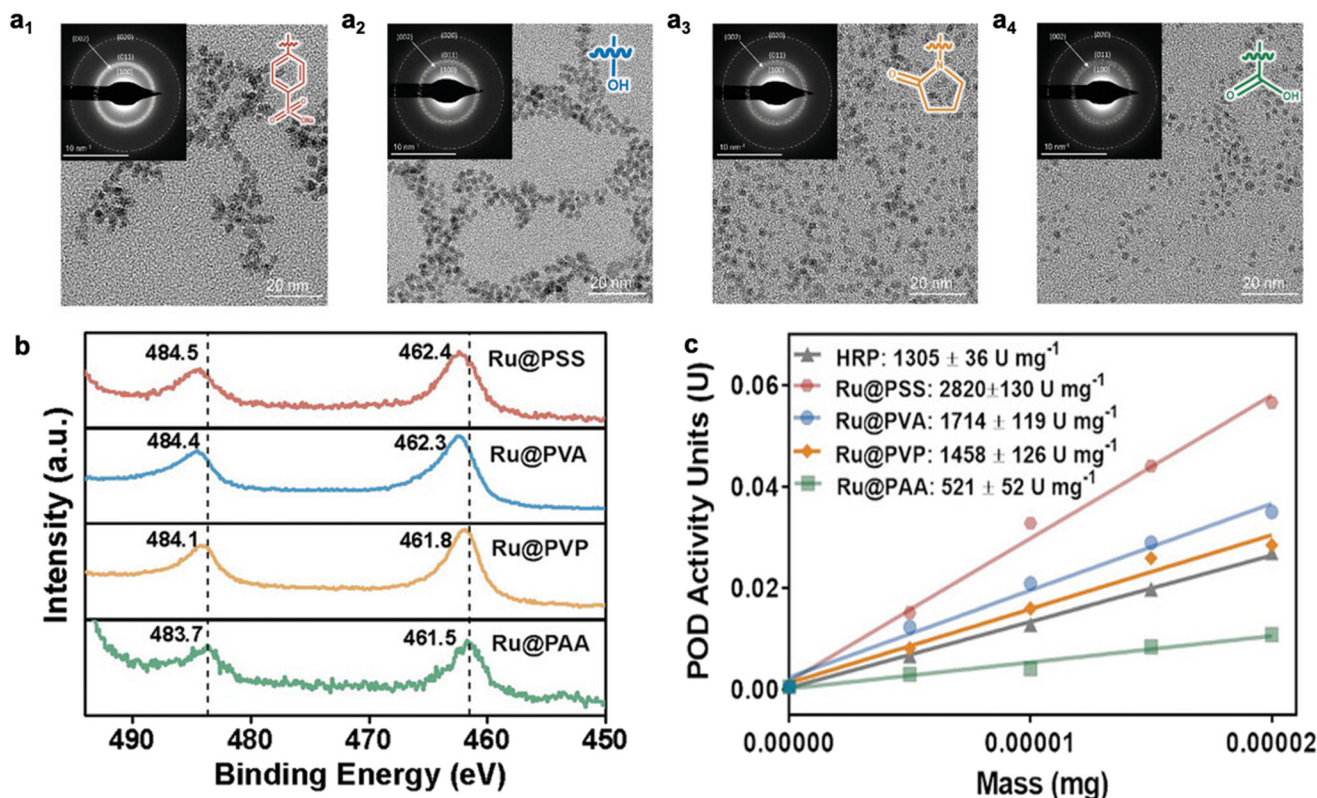 a1
(002)
(020)
(011)
(100)
10 nm-1
O
O
O
ONa
S
20 nm
a2
(002)
(020)
(011)
(100)
10 nm-1
OH
20 nm
a3
(002)
(020)
(011)
(100)
10 nm-1
O
N
20 nm
a4
(002)
(020)
(011)
(100)
10 nm-1
O
OH
20 nm
b
Intensity (a.u.)
484.5
462.4
Ru@PSS
484.4
462.3
Ru@PVA
484.1
461.8
Ru@PVP
483.7
461.5
Ru@PAA
490
480
470
460
450
Binding Energy (eV)
c
POD Activity Units (U)
HRP: 1305 ± 36 U mg-1
Ru@PSS: 2820±130 U mg-1
Ru@PVA: 1714 ± 119 U mg-1
Ru@PVP: 1458 ± 126 U mg-1
Ru@PAA: 521 ± 52 U mg-1
0.06
0.04
0.02
0.00
0.00000
0.00001
0.00002
Mass (mg)